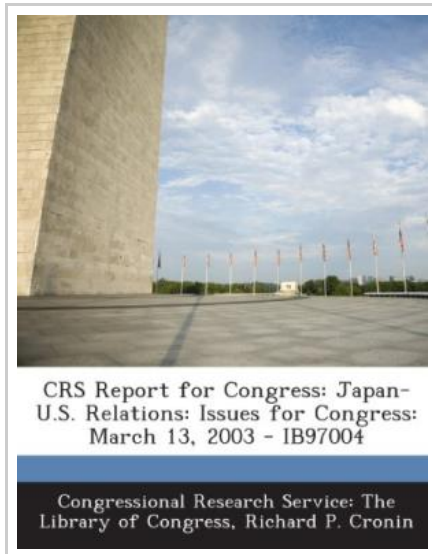 CRS Report for Congress: Japan-
U.S. Relations: Issues for Congress:
March 13, 2003 - IB97004
Congressional Research Service: The
Library of Congress, Richard P. Cronin